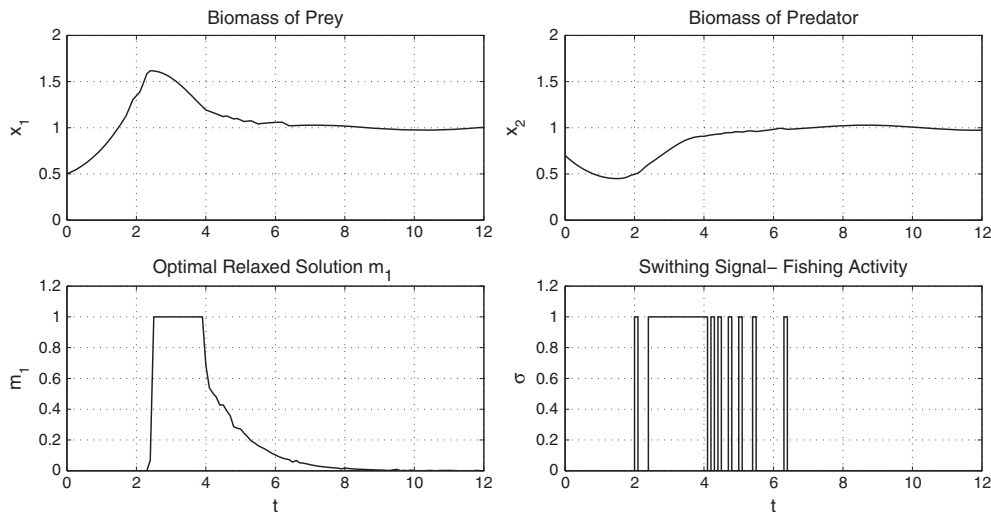 Biomass of Prey
2
1.5
1
0.5
0
x1
0 2 4 6 8 10 12
Biomass of Predator
2
1.5
1
0.5
0
x2
0 2 4 6 8 10 12
Optimal Relaxed Solution m1
1.2
1
0.8
0.6
0.4
0.2
0
m1
0 2 4 6 8 10 12
t
Swithing Signal− Fishing Activity
1.2
1
0.8
0.6
0.4
0.2
0
σ
0 2 4 6 8 10 12
t